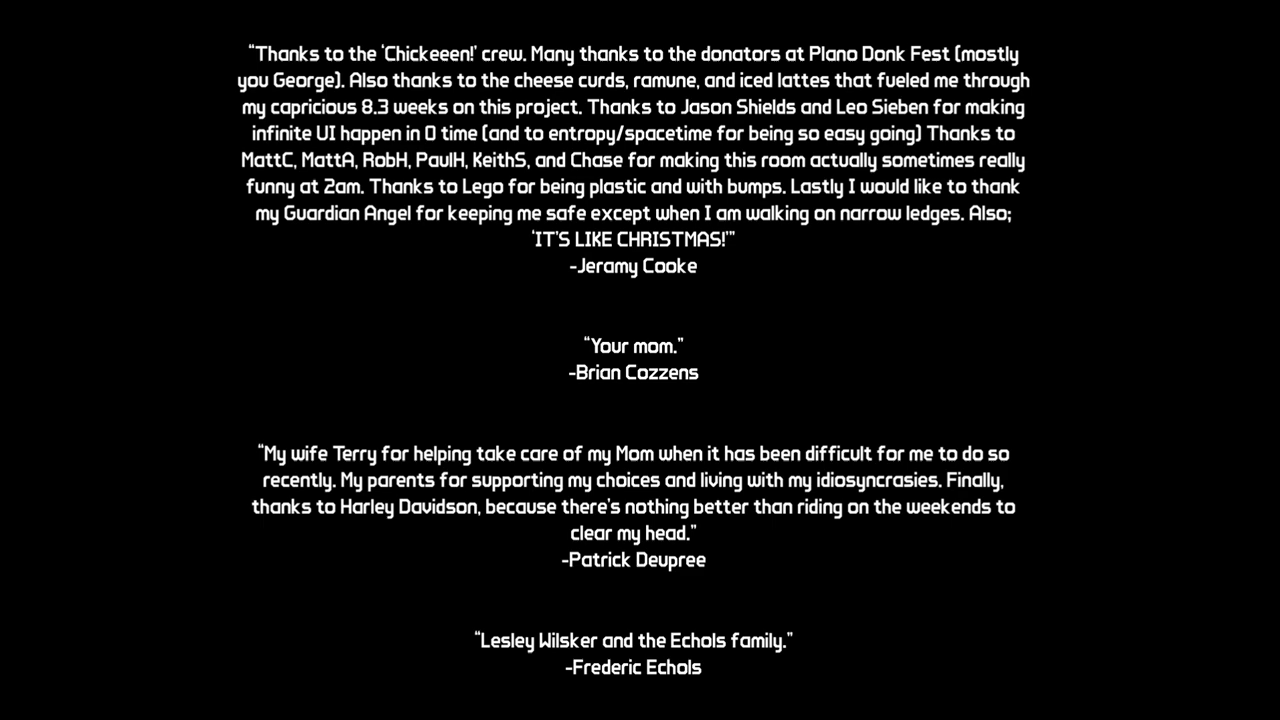 “Thanks to the ‘Chickeeen!’ crew. Many thanks to the donators at Plano Donk Fest (mostly
you George). Also thanks to the cheese curds, ramune, and iced lattes that fueled me through
my capricious 8.3 weeks on this project. Thanks to Jason Shields and Leo Sieben for making
infinite UI happen in 0 time (and to entropy/spacetime for being so easy going) Thanks to
MattC, MattA, RobH, PaulH, KeithS, and Chase for making this room actually sometimes really
funny at 2am. Thanks to Lego for being plastic and with bumps. Lastly I would like to thank
my Guardian Angel for keeping me safe except when I am walking on narrow ledges. Also;
‘IT’S LIKE CHRISTMAS!’”
-Jeramy Cooke
“Your mom.”
-Brian Cozzens
“My wife Terry for helping take care of my Mom when it has been difficult for me to do so
recently. My parents for supporting my choices and living with my idiosyncrasies. Finally,
thanks to Harley Davidson, because there’s nothing better than riding on the weekends to
clear my head.”
-Patrick Deupree
“Lesley Wilsker and the Echols family.”
-Frederic Echols